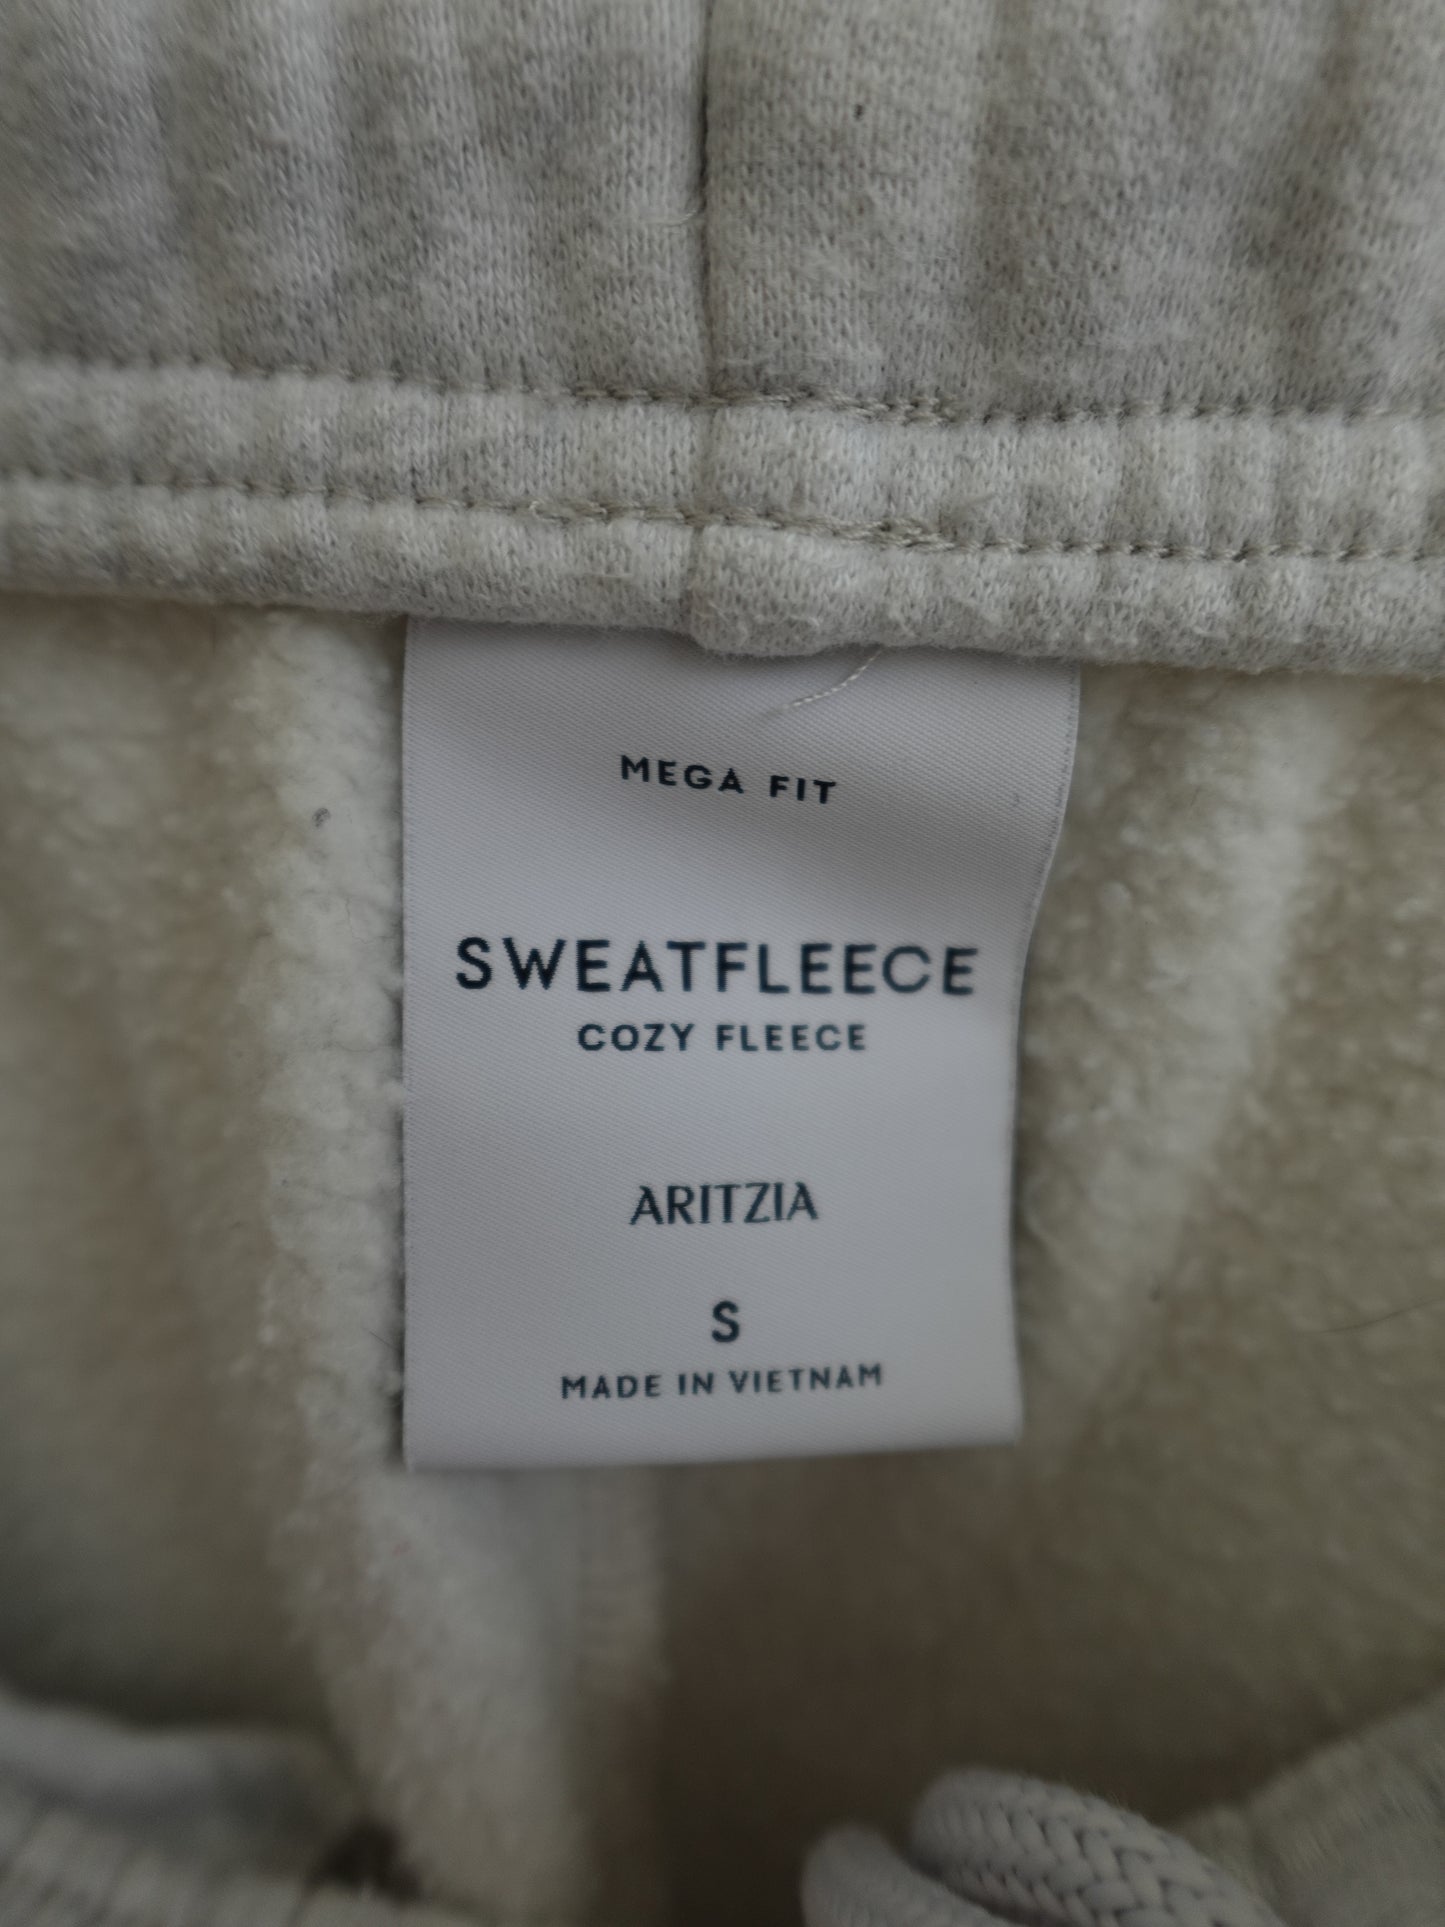 MEGA FIT
SWEATFLEECE
COZY FLEECE
ARITZIA
S
MADE IN VIETNAM